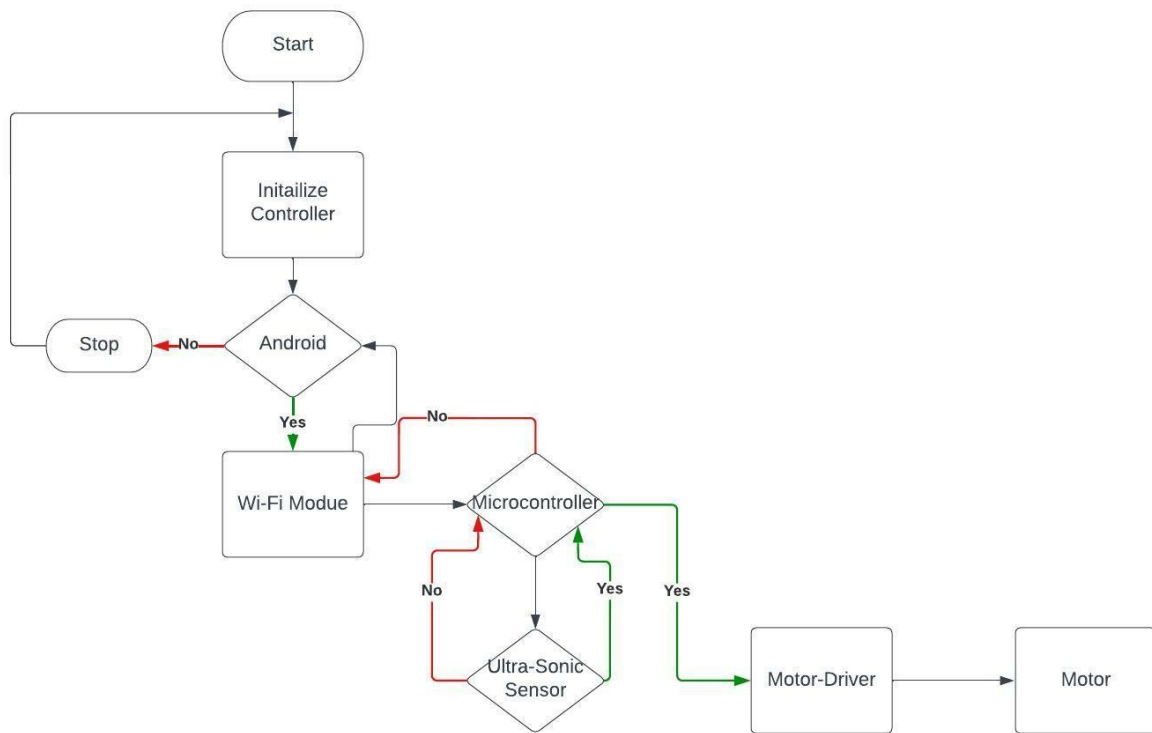 Start
Initailize
Controller
Android
No
Stop
Yes
No
Wi-Fi Modue
Microcontroller
No
Yes
Yes
Ultra-Sonic
Sensor
Motor-Driver
Motor